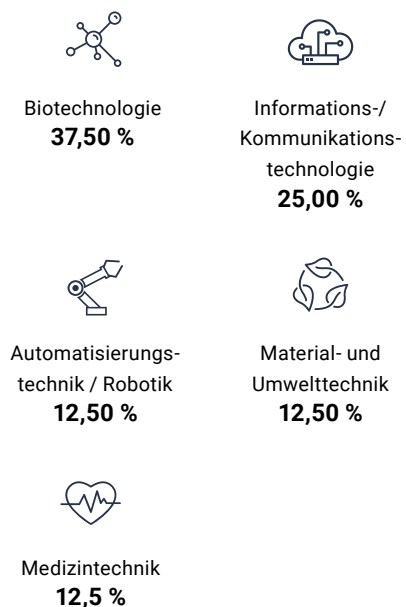 Biotechnologie
37,50 %
Informations-/
Kommunikations-
technologie
25,00 %
Automatisierungs-
technik / Robotik
12,50 %
Material- und
Umwelttechnik
12,50 %
Medizintechnik
12,5 %